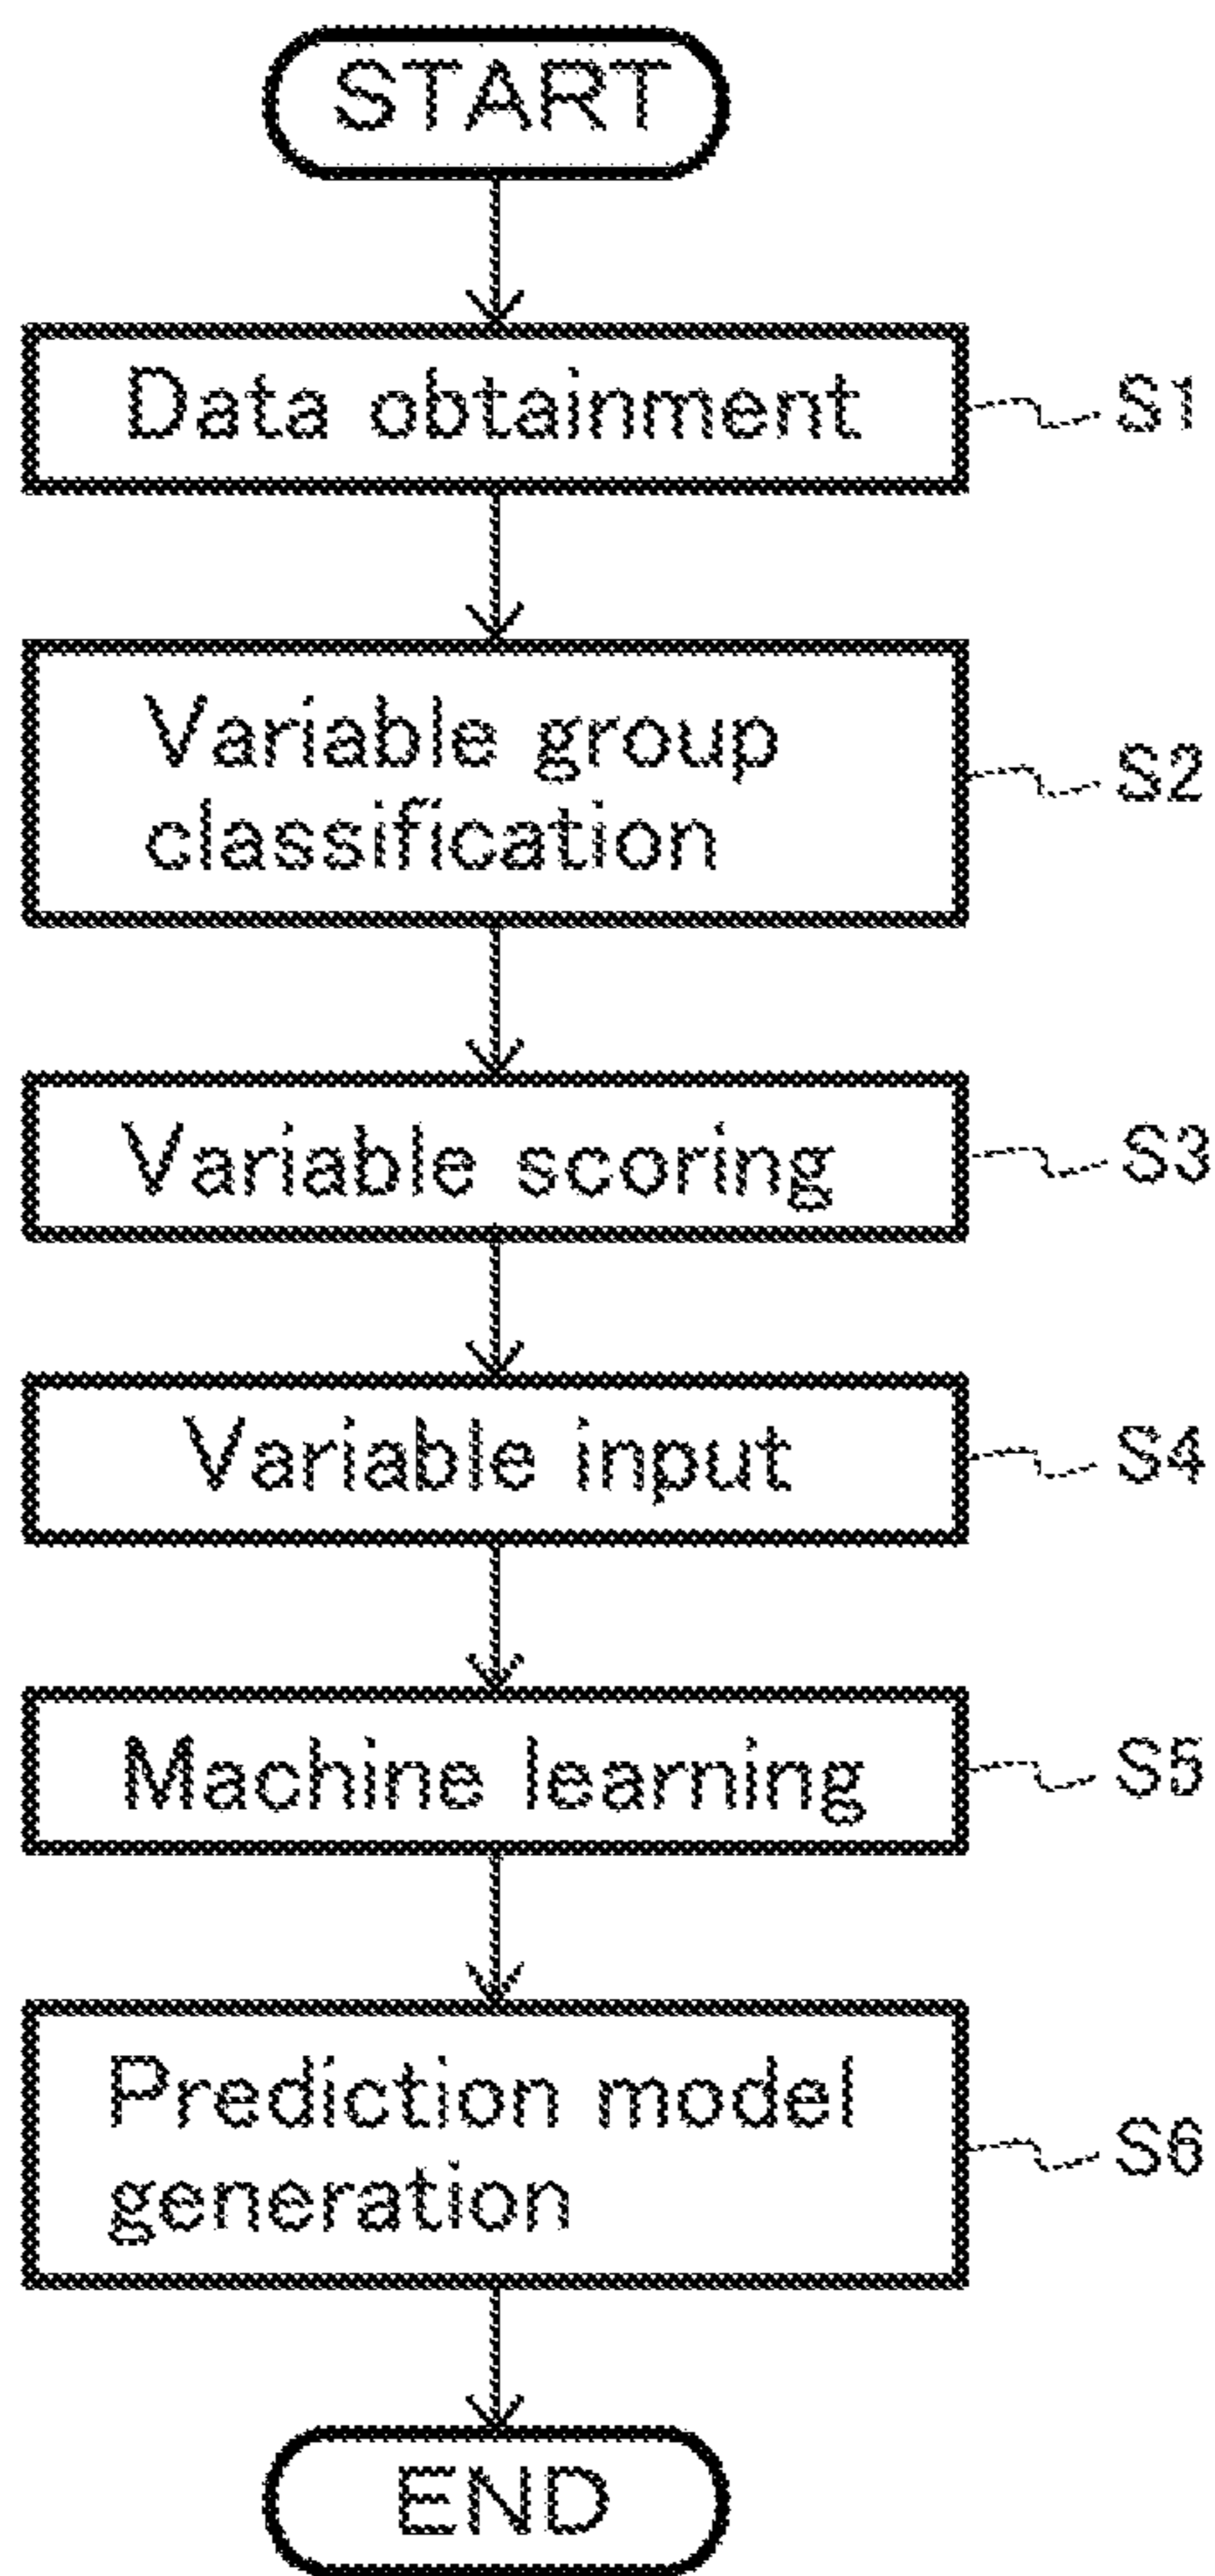 START
Data obtainment
S1
Variable group
classification
S2
Variable scoring
S3
Variable input
S4
Machine learning
S5
Prediction model
generation
S6
END